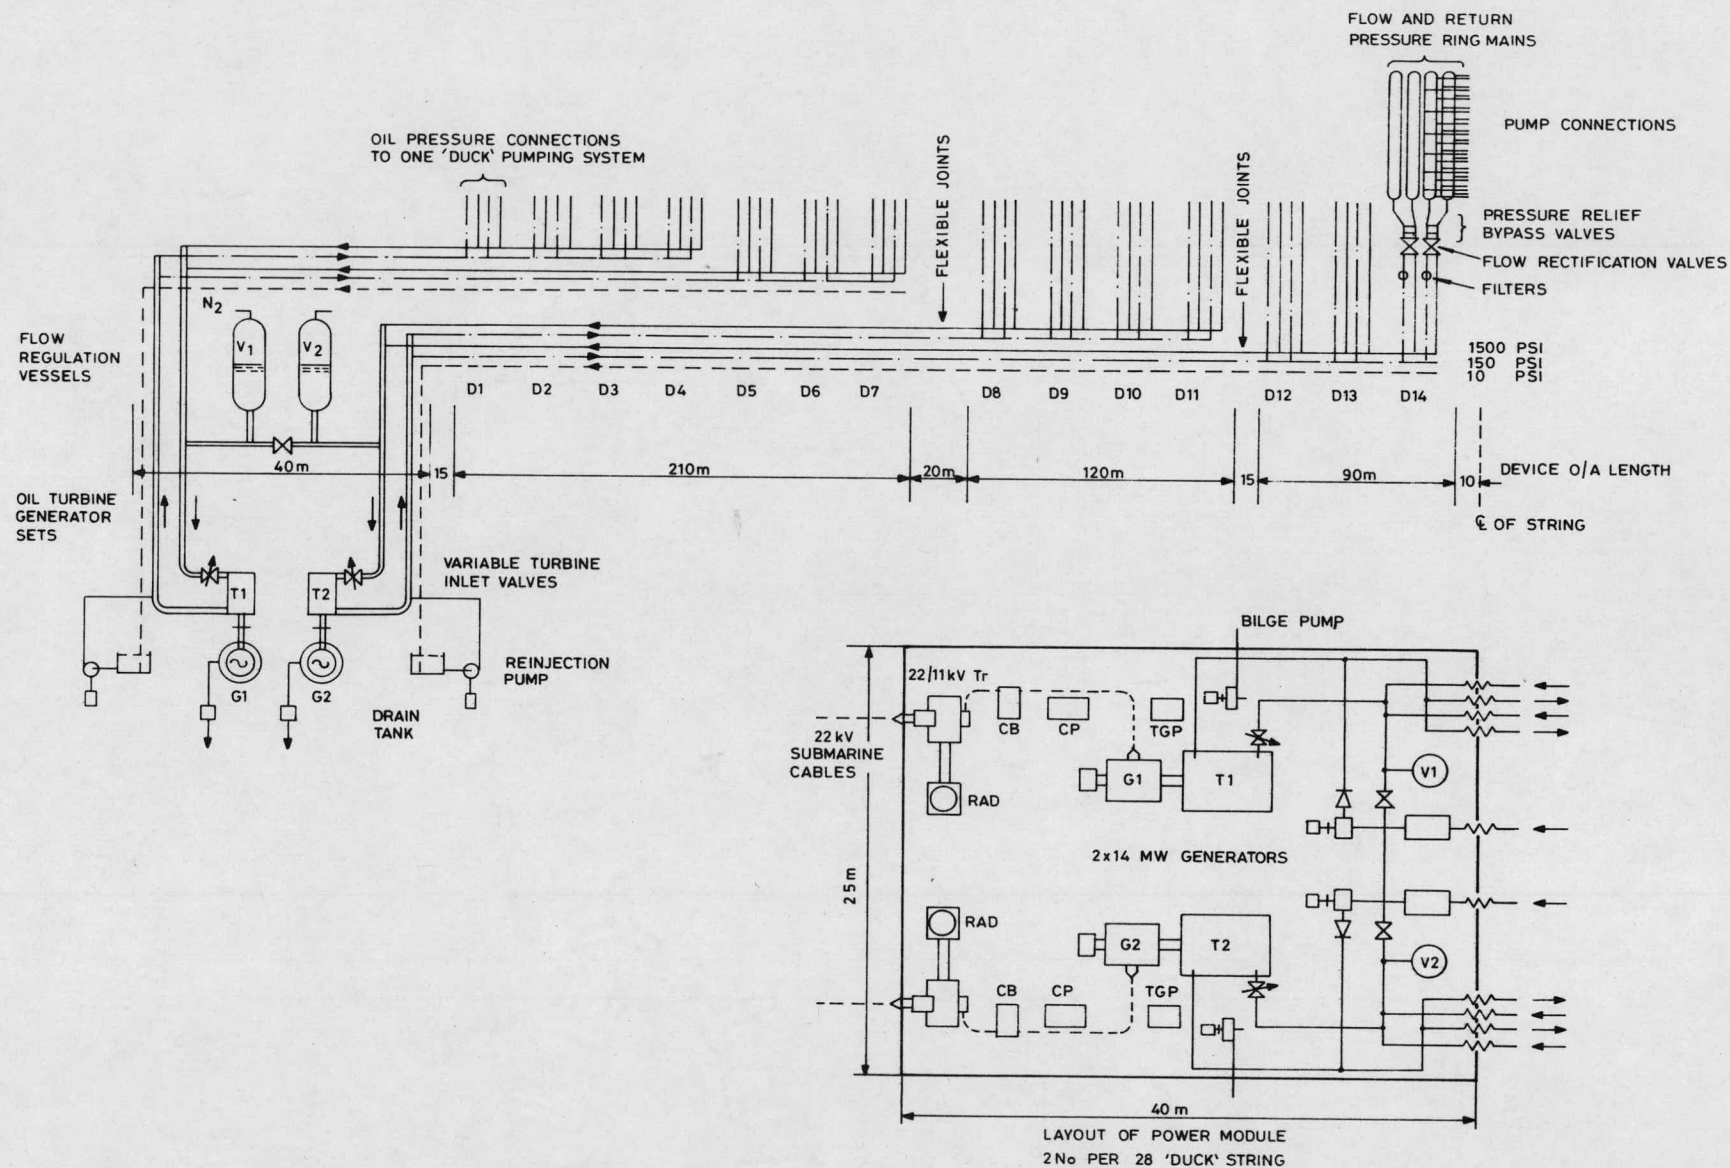 FLOW AND RETURN
PRESSURE RING MAINS
PUMP CONNECTIONS
OIL PRESSURE CONNECTIONS
TO ONE 'DUCK' PUMPING SYSTEM
FLEXIBLE JOINTS
FLEXIBLE JOINTS
PRESSURE RELIEF
BYPASS VALVES
FLOW RECTIFICATION VALVES
FILTERS
N2
V1
V2
FLOW
REGULATION
VESSELS
1500 PSI
150 PSI
10 PSI
D1
D2
D3
D4
D5
D6
D7
D8
D9
D10
D11
D12
D13
D14
40m
15
210m
20m
120m
15
90m
10
DEVICE O/A LENGTH
℄ OF STRING
OIL TURBINE
GENERATOR
SETS
VARIABLE TURBINE
INLET VALVES
T1
T2
G1
G2
REINJECTION
PUMP
DRAIN
TANK
BILGE PUMP
22/11kV Tr
22kV
SUBMARINE
CABLES
CB
CP
TGP
G1
T1
V1
RAD
2x14 MW GENERATORS
25m
RAD
G2
T2
V2
CB
CP
TGP
40m
LAYOUT OF POWER MODULE
2No PER 28 'DUCK' STRING